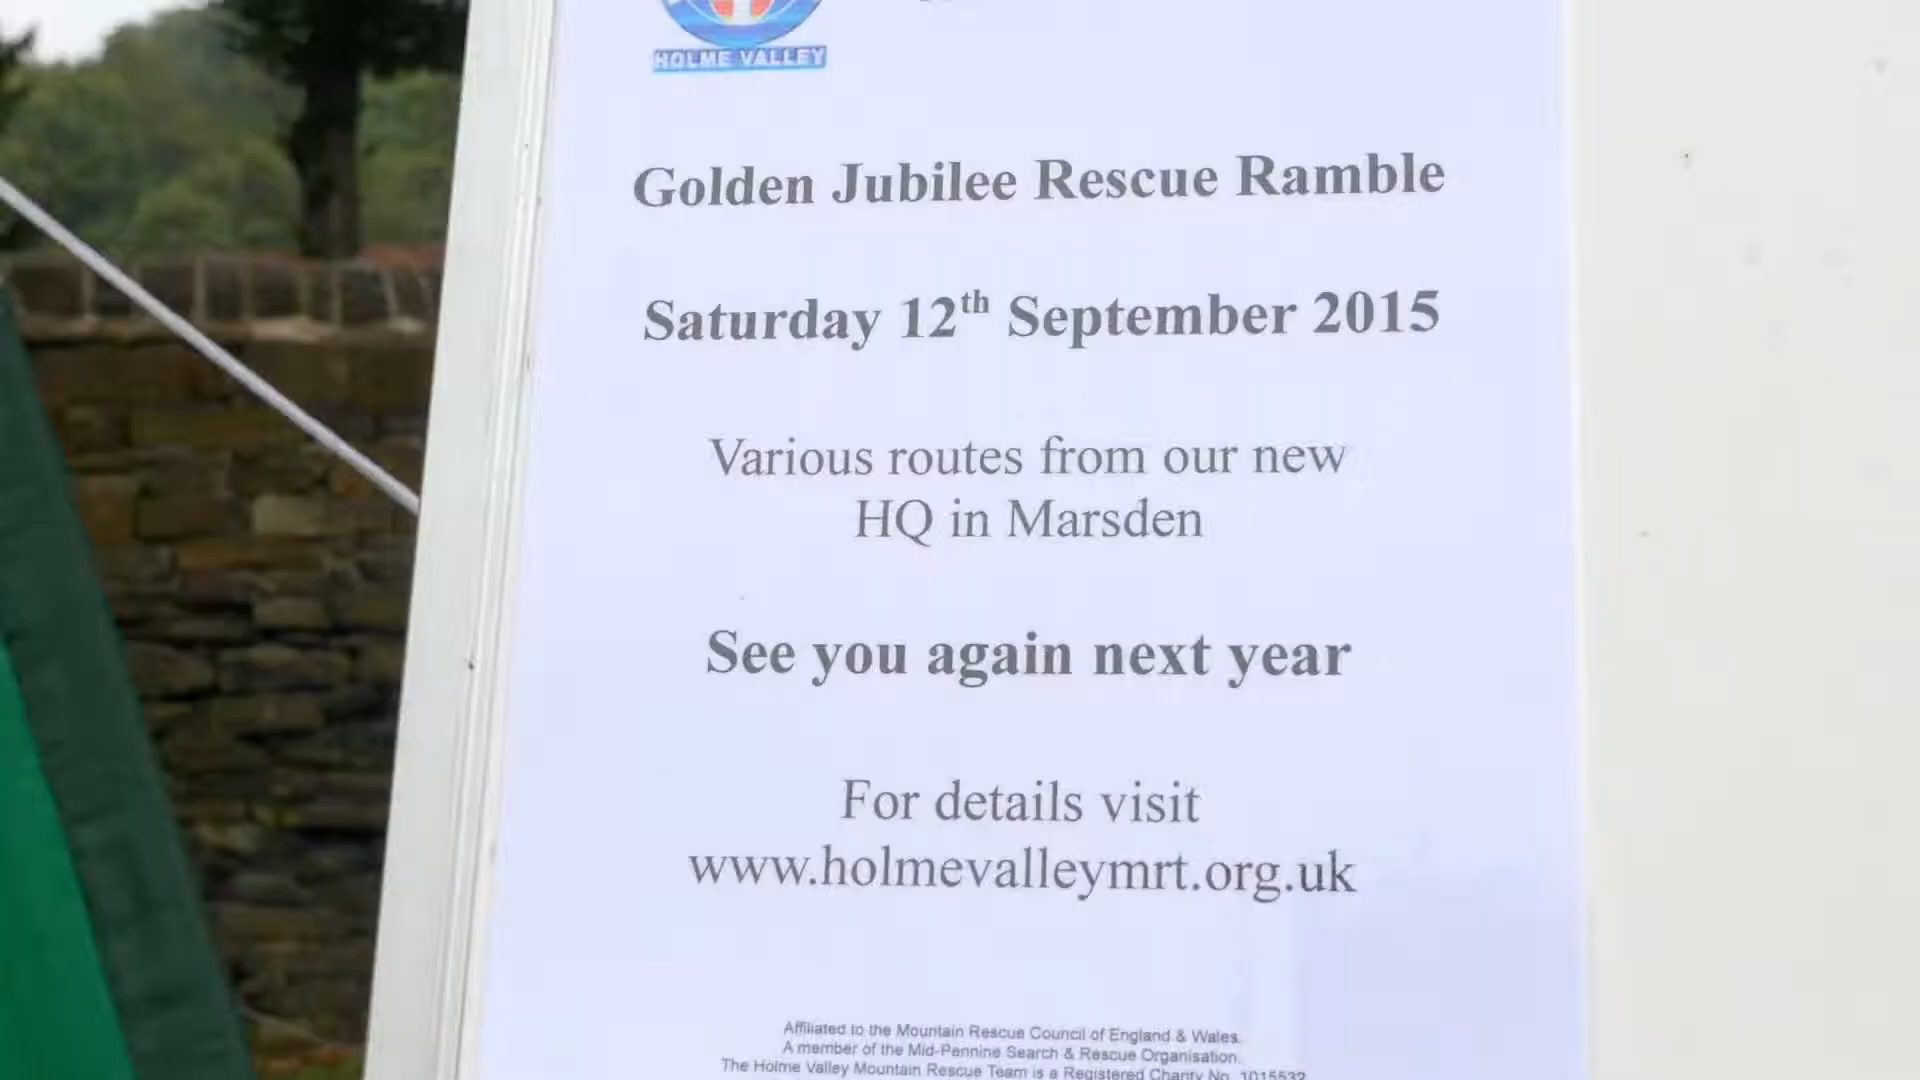 HOLME VALLEY
Golden Jubilee Rescue Ramble
Saturday 12th September 2015
Various routes from our new
HQ in Marsden
See you again next year
For details visit
www.holmevalleymrt.org.uk
Affiliated to the Mountain Rescue Council of England & Wales.
A member of the Mid-Pennine Search & Rescue Organisation.
The Holme Valley Mountain Rescue Team is a Registered Charity No. 1015532